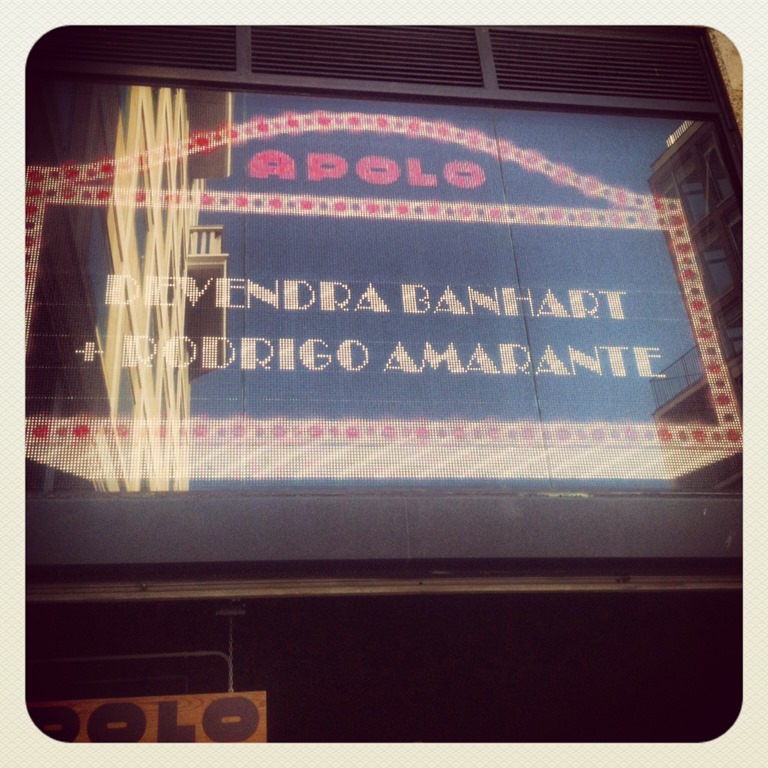 APOLO
DEVENDRA BANHART
+ RODRIGO AMARANTE
POLO